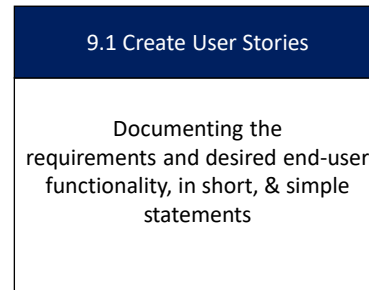 9.1 Create User Stories
Documenting the
requirements and desired end-user
functionality, in short, & simple
statements